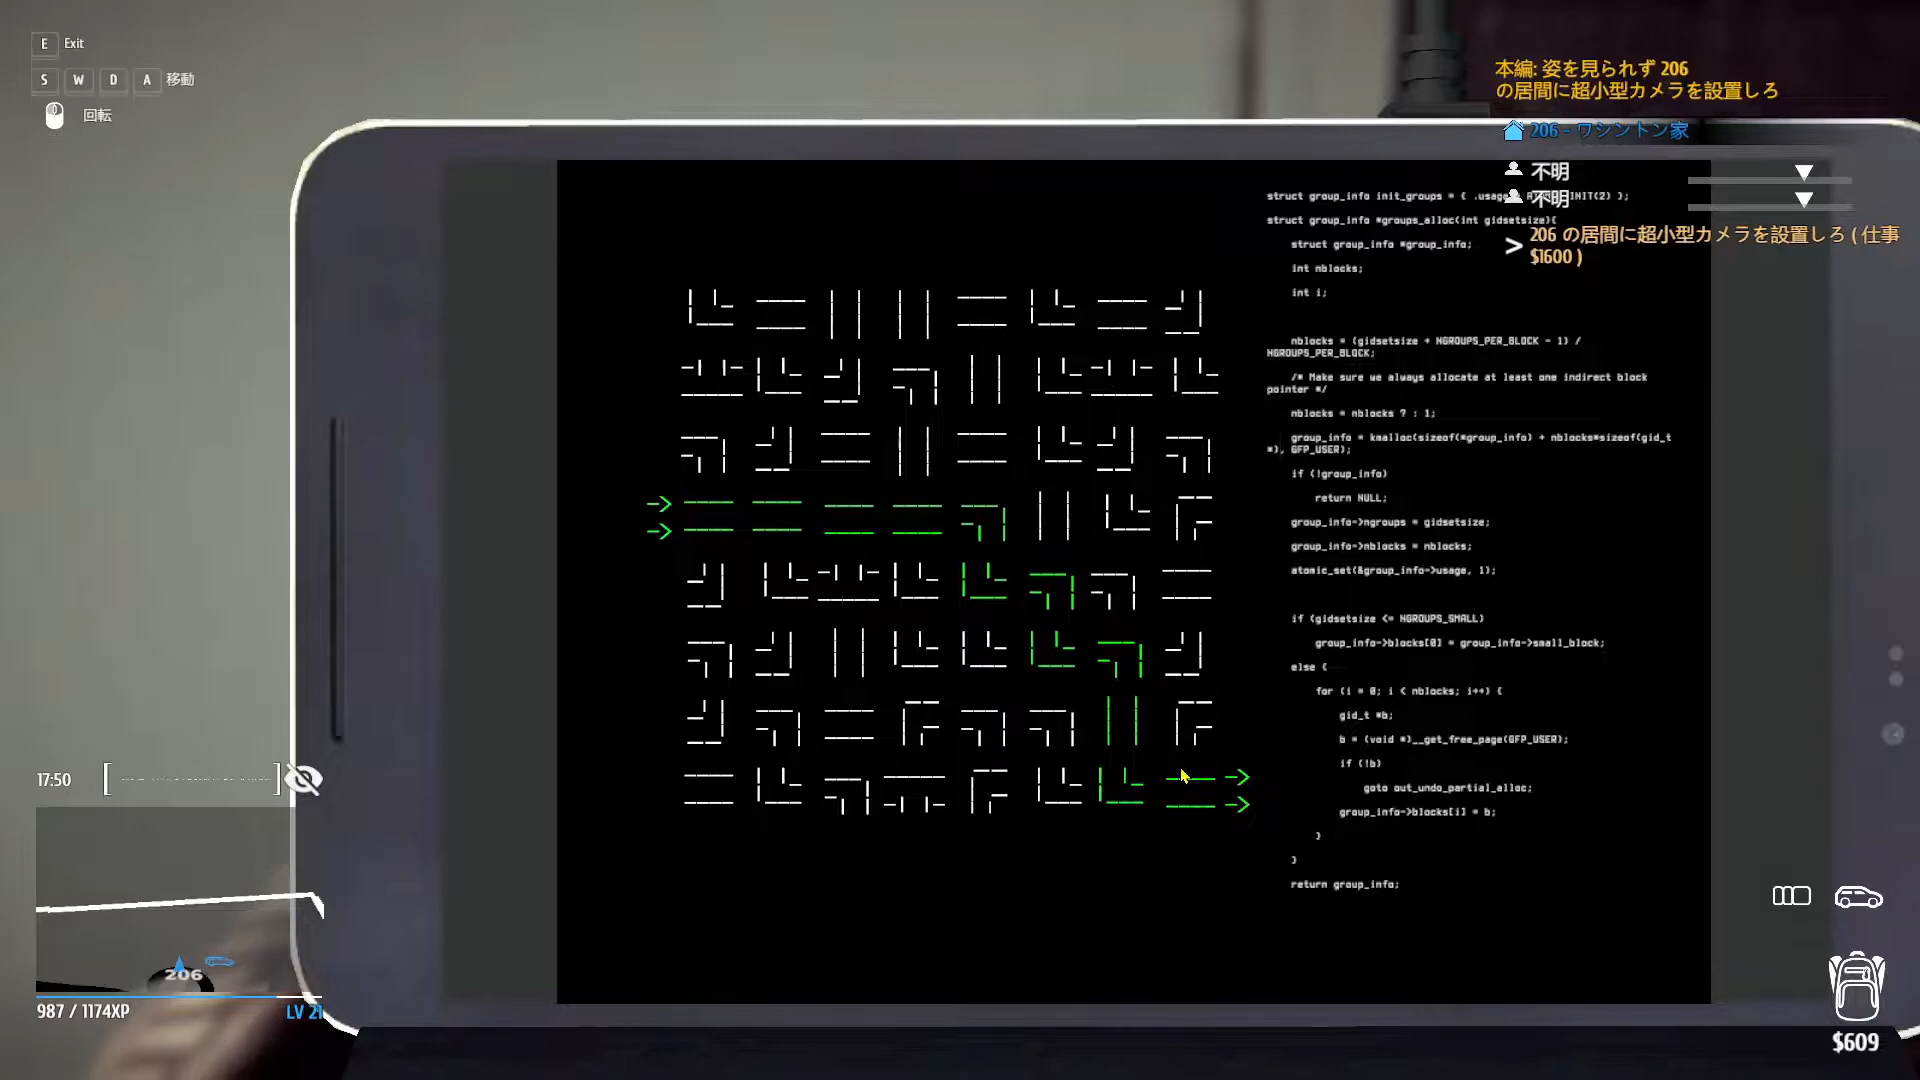 E Exit
S W D A 移動
回転
本編: 姿を見られず 206
の居間に超小型カメラを設置しろ
206 - ワシントン家
不明
不明
> 206 の居間に超小型カメラを設置しろ ( 仕事
$1600 )
struct group_info init_groups = { .usage INIT(2) };
struct group_info *groups_alloc(int gidsetsize){
struct group_info *group_info;
int nblocks;
int i;
nblocks = (gidsetsize + NGROUPS_PER_BLOCK - 1) /
NGROUPS_PER_BLOCK;
/* Make sure we always allocate at least one indirect block
pointer */
nblocks = nblocks ? : 1;
group_info = kmalloc(sizeof(*group_info) + nblocks*sizeof(gid_t
*), GFP_USER);
if (!group_info)
return NULL;
group_info->ngroups = gidsetsize;
group_info->nblocks = nblocks;
atomic_set(&group_info->usage, 1);
if (gidsetsize <= NGROUPS_SMALL)
group_info->blocks[0] = group_info->small_block;
else {
for (i = 0; i < nblocks; i++) {
gid_t *b;
b = (void *)__get_free_page(GFP_USER);
if (!b)
goto out_undo_partial_alloc;
group_info->blocks[i] = b;
}
}
return group_info;
17:50
206
987 / 1174XP
LV 21
$609